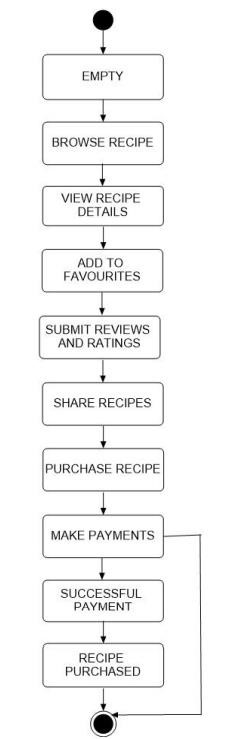 EMPTY
BROWSE RECIPE
VIEW RECIPE
DETAILS
ADD TO
FAVOURITES
SUBMIT REVIEWS
AND RATINGS
SHARE RECIPES
PURCHASE RECIPE
MAKE PAYMENTS
SUCCESSFUL
PAYMENT
RECIPE
PURCHASED